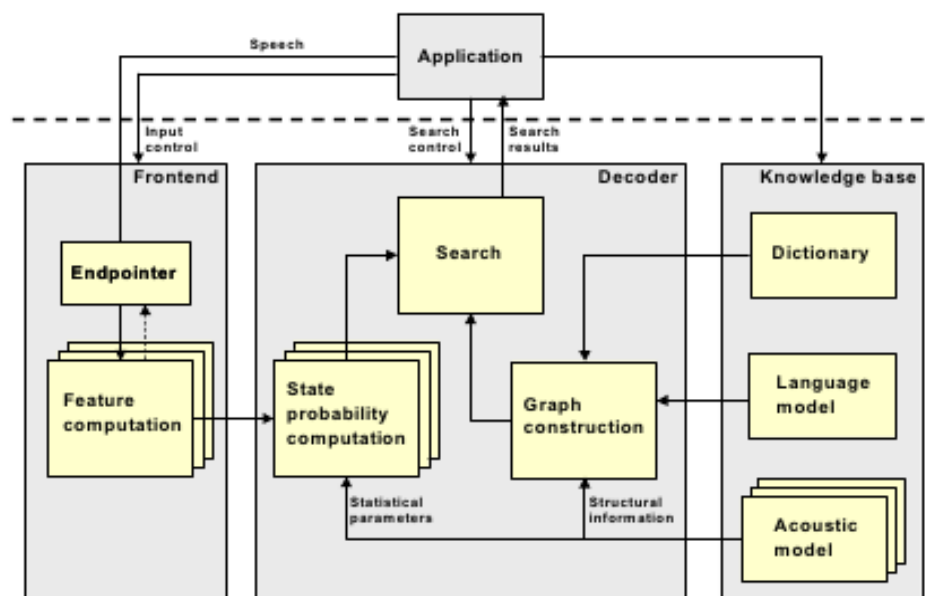 Speech
Application
Input
control
Search
control
Search
results
Frontend
Decoder
Knowledge base
Endpointer
Search
Dictionary
Feature
computation
State
probability
computation
Graph
construction
Language
model
Statistical
parameters
Structural
information
Acoustic
model